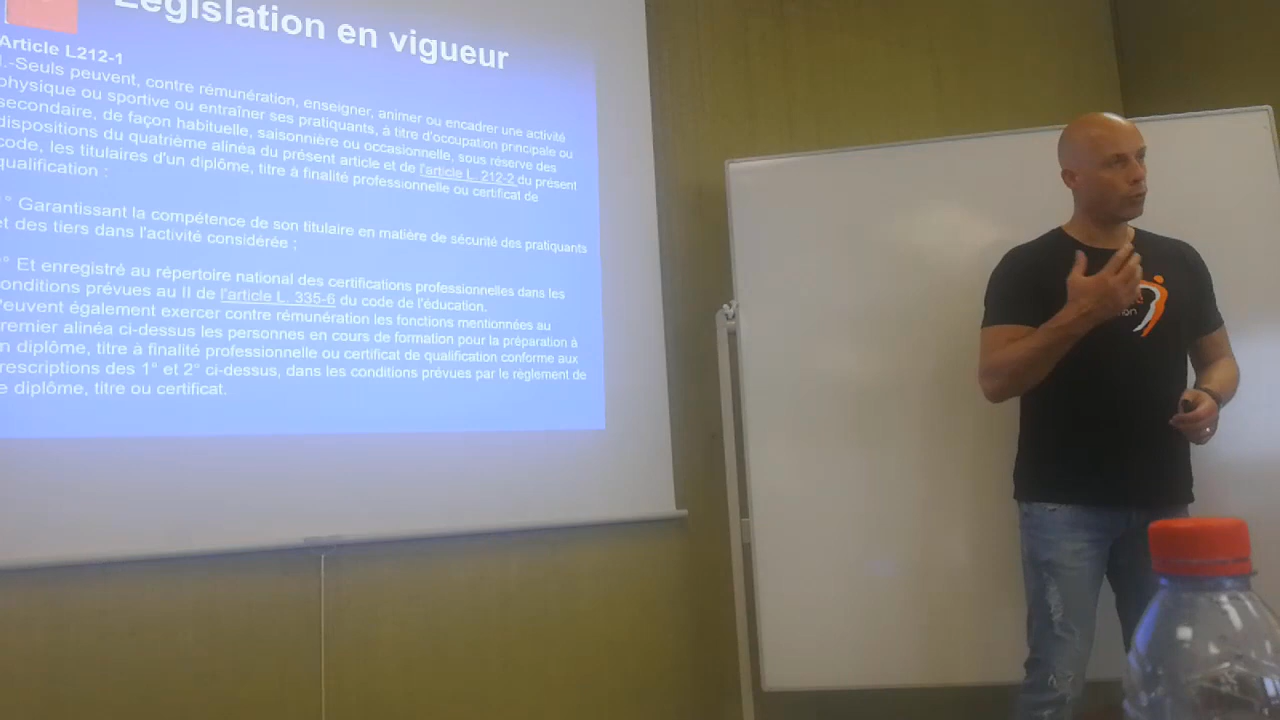 Législation en vigueur
Article L212-1
I.-Seuls peuvent, contre rémunération, enseigner, animer ou encadrer une activité
physique ou sportive ou entraîner ses pratiquants, à titre d'occupation principale ou
secondaire, de façon habituelle, saisonnière ou occasionnelle, sous réserve des
dispositions du quatrième alinéa du présent article et de l'article L. 212-2 du présent
code, les titulaires d'un diplôme, titre à finalité professionnelle ou certificat de
qualification :
° Garantissant la compétence de son titulaire en matière de sécurité des pratiquants
et des tiers dans l'activité considérée ;
° Et enregistré au répertoire national des certifications professionnelles dans les
conditions prévues au II de l'article L. 335-6 du code de l'éducation.
Peuvent également exercer contre rémunération les fonctions mentionnées au
premier alinéa ci-dessus les personnes en cours de formation pour la préparation à
un diplôme, titre à finalité professionnelle ou certificat de qualification conforme aux
prescriptions des 1° et 2° ci-dessus, dans les conditions prévues par le règlement de
ce diplôme, titre ou certificat.